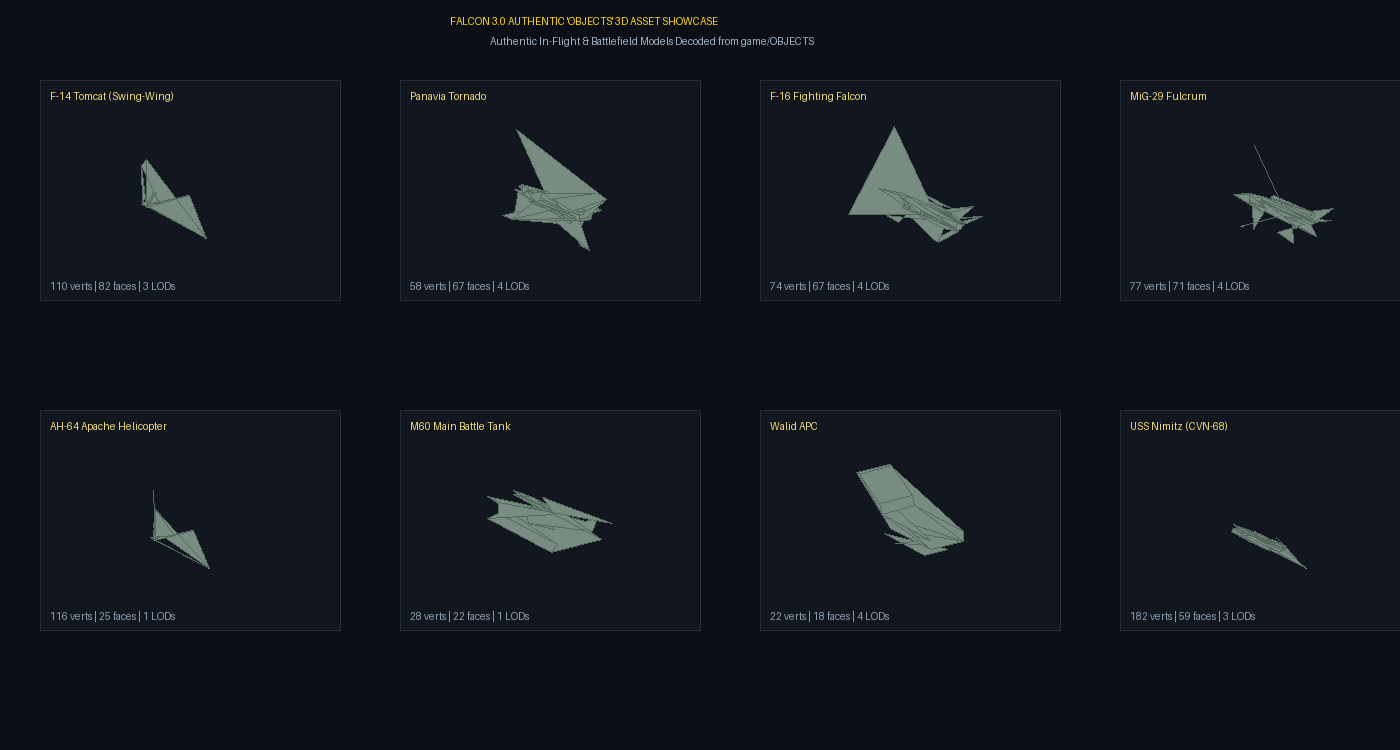 FALCON 3.0 AUTHENTIC 'OBJECTS' 3D ASSET SHOWCASE
Authentic In-Flight & Battlefield Models Decoded from game/OBJECTS
F-14 Tomcat (Swing-Wing)
110 verts | 82 faces | 3 LODs
Panavia Tornado
58 verts | 67 faces | 4 LODs
F-16 Fighting Falcon
74 verts | 67 faces | 4 LODs
MiG-29 Fulcrum
77 verts | 71 faces | 4 LODs
AH-64 Apache Helicopter
116 verts | 25 faces | 1 LODs
M60 Main Battle Tank
28 verts | 22 faces | 1 LODs
Walid APC
22 verts | 18 faces | 4 LODs
USS Nimitz (CVN-68)
182 verts | 59 faces | 3 LODs